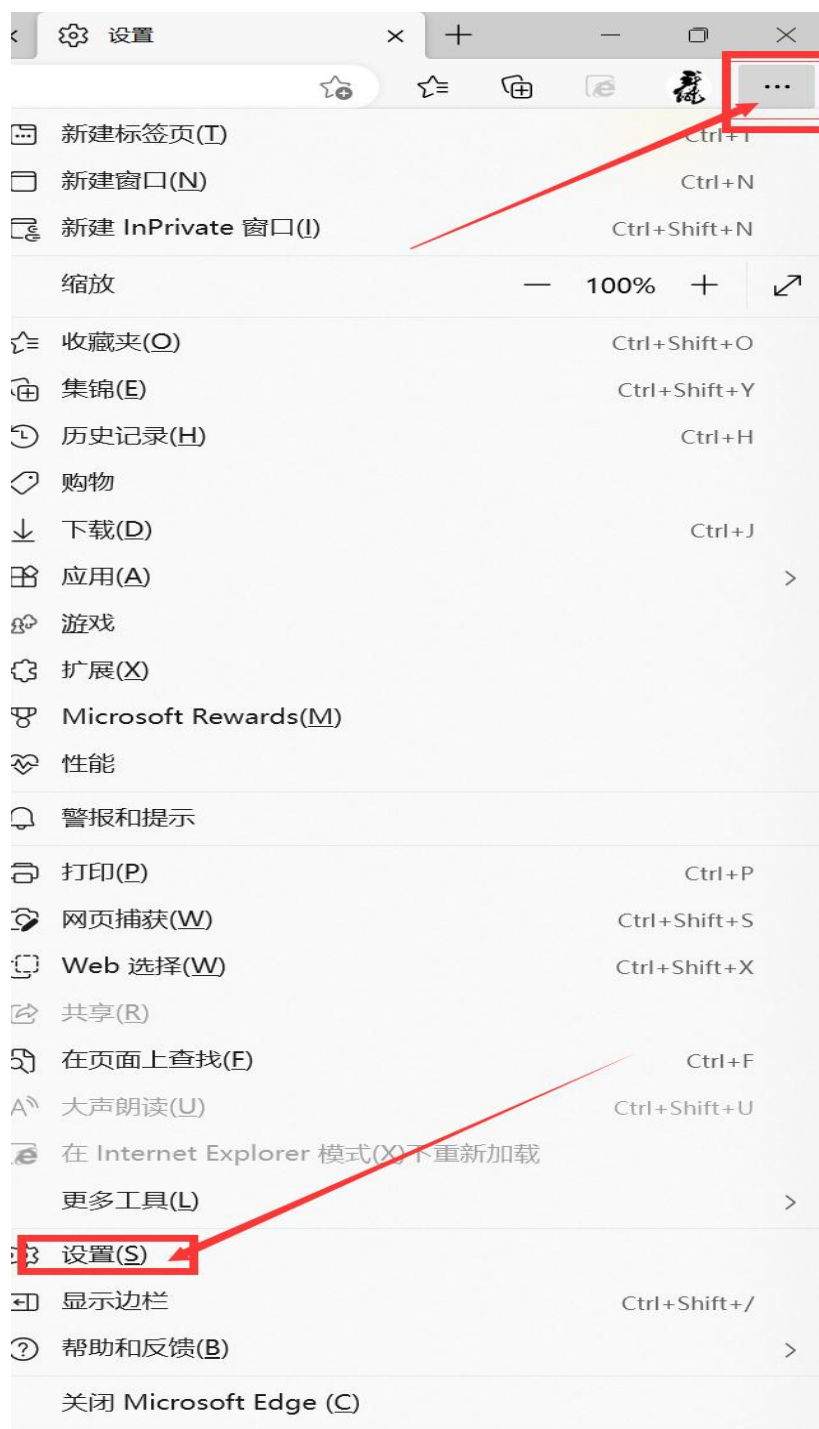 设置
新建标签页(T)
Ctrl+T
新建窗口(N) Ctrl+N
新建 InPrivate 窗口(I) Ctrl+Shift+N
缩放 — 100% +
收藏夹(O) Ctrl+Shift+O
集锦(E) Ctrl+Shift+Y
历史记录(H) Ctrl+H
购物
下载(D) Ctrl+J
应用(A)
游戏
扩展(X)
Microsoft Rewards(M)
性能
警报和提示
打印(P) Ctrl+P
网页捕获(W) Ctrl+Shift+S
Web 选择(W) Ctrl+Shift+X
共享(R)
在页面上查找(F) Ctrl+F
大声朗读(U) Ctrl+Shift+U
在 Internet Explorer 模式(X)下重新加载
更多工具(L)
设置(S)
显示边栏 Ctrl+Shift+/
帮助和反馈(B)
关闭 Microsoft Edge (C)